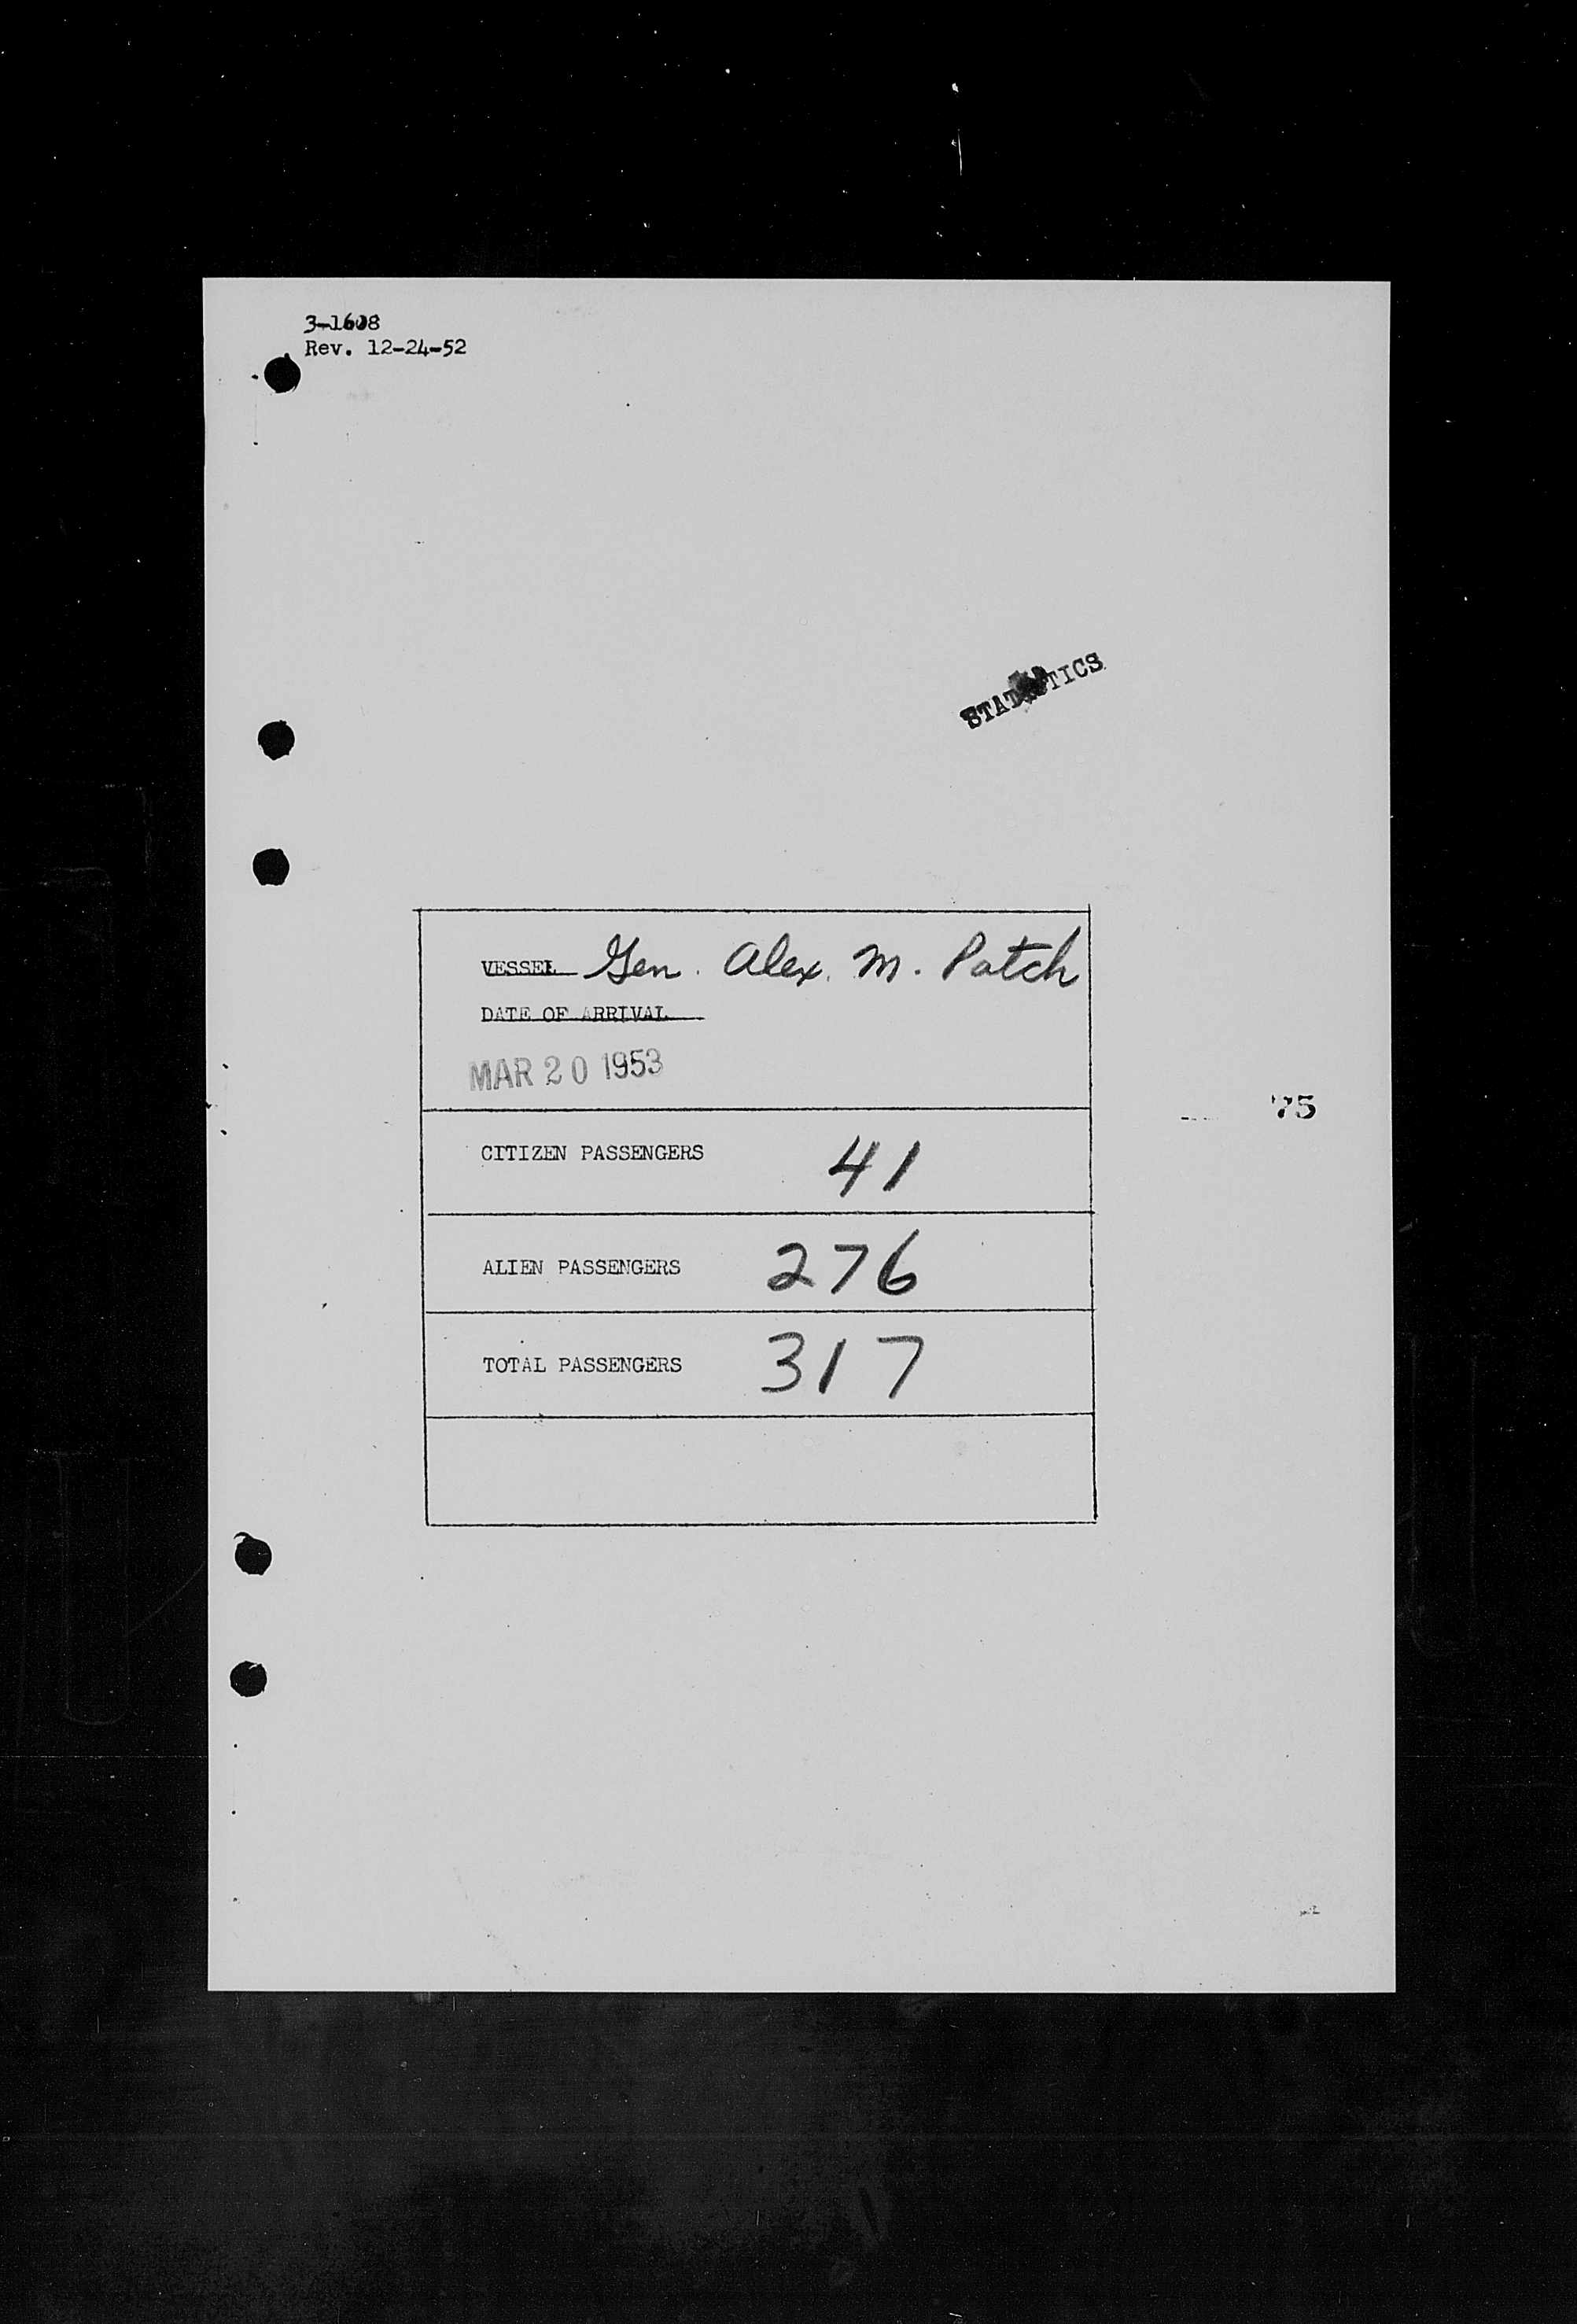 3-1608
Rev. 12-24-52
STATISTICS
VESSEL Gen. Alex. M. Patch
DATE OF ARRIVAL
MAR 20 1953
75
CITIZEN PASSENGERS 41
ALIEN PASSENGERS 276
TOTAL PASSENGERS 317